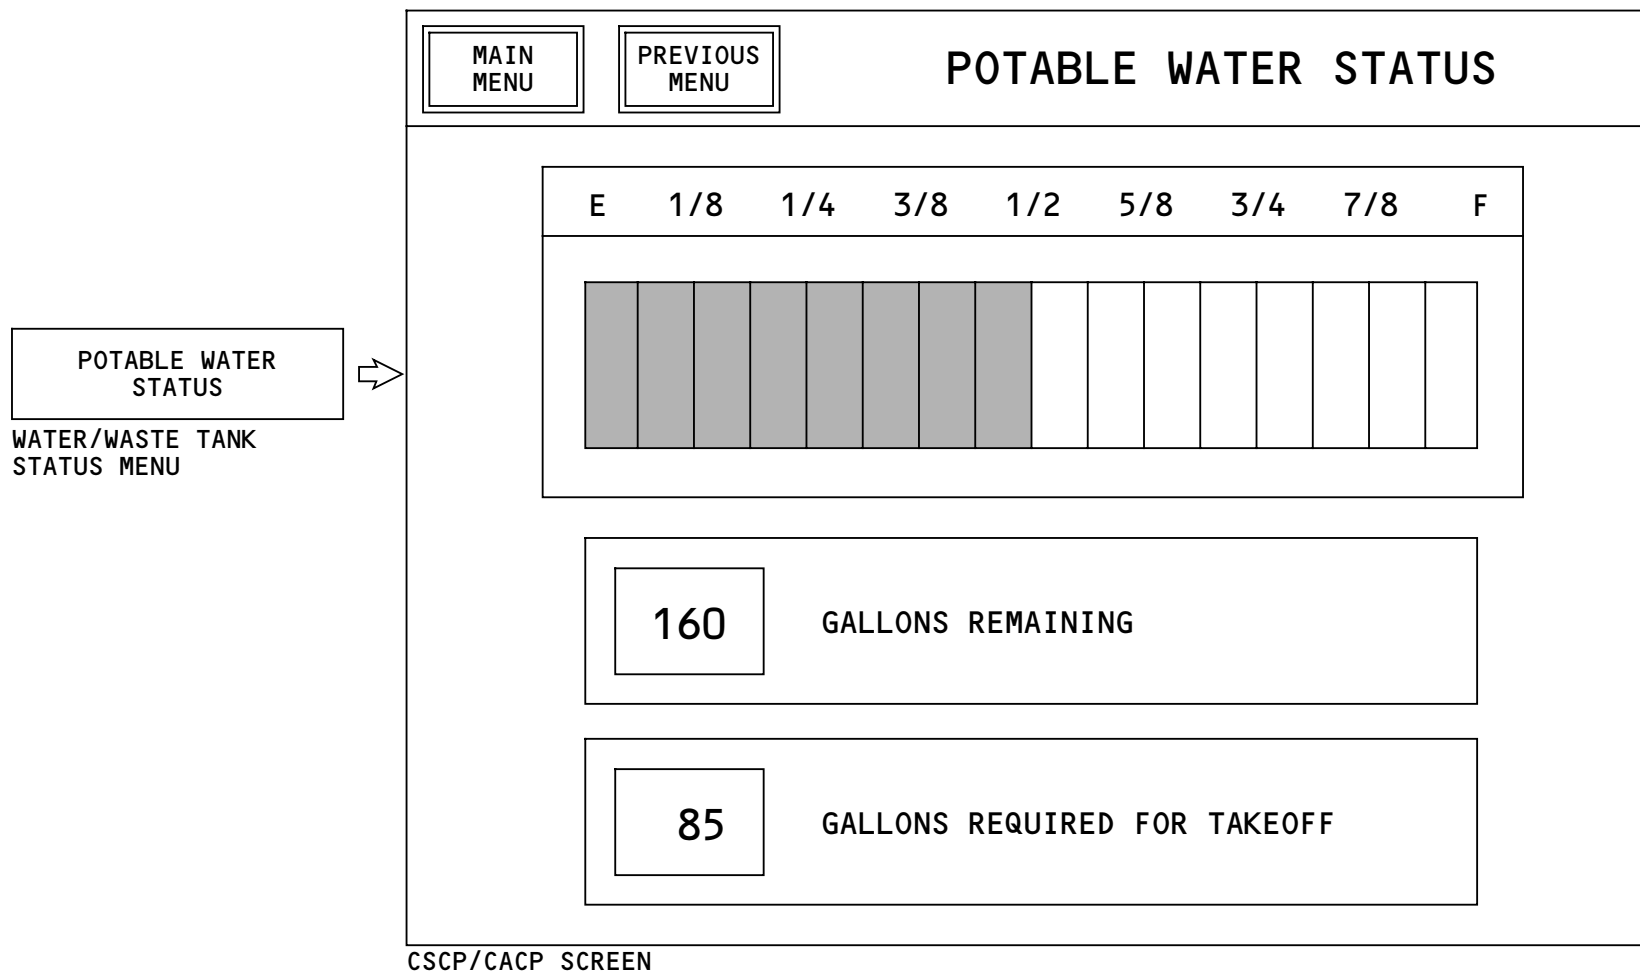 MAIN
MENU
PREVIOUS
MENU
POTABLE WATER STATUS
E 1/8 1/4 3/8 1/2 5/8 3/4 7/8 F
POTABLE WATER
STATUS
WATER/WASTE TANK
STATUS MENU
160 GALLONS REMAINING
85 GALLONS REQUIRED FOR TAKEOFF
CSCP/CACP SCREEN